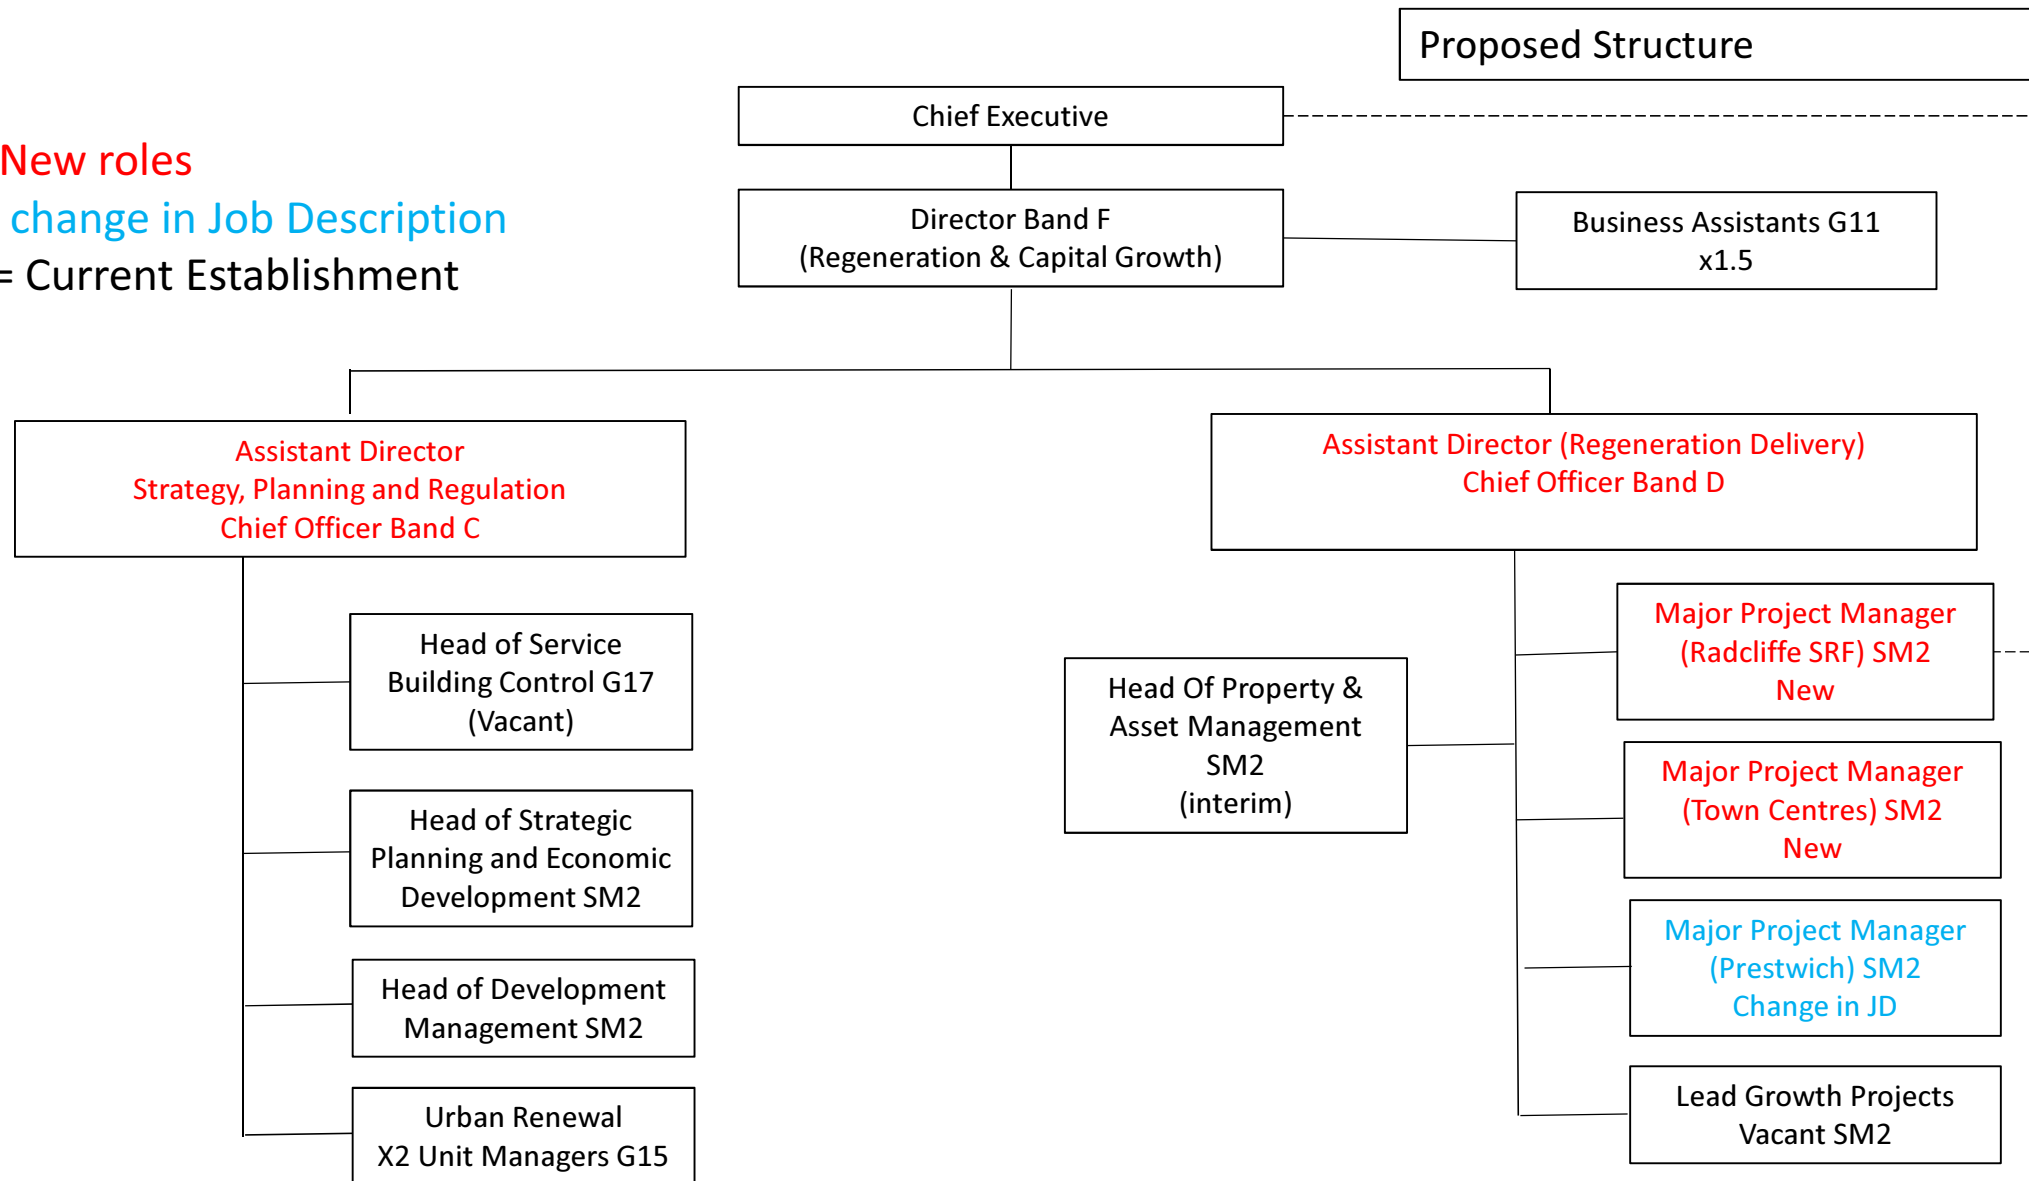 Proposed Structure
Chief Executive
New roles
change in Job Description
= Current Establishment
Director Band F
(Regeneration & Capital Growth)
Business Assistants G11
x1.5
Assistant Director
Strategy, Planning and Regulation
Chief Officer Band C
Assistant Director (Regeneration Delivery)
Chief Officer Band D
Head of Service
Building Control G17
(Vacant)
Head of Strategic
Planning and Economic
Development SM2
Head of Development
Management SM2
Urban Renewal
X2 Unit Managers G15
Head Of Property &
Asset Management
SM2
(interim)
Major Project Manager
(Radcliffe SRF) SM2
New
Major Project Manager
(Town Centres) SM2
New
Major Project Manager
(Prestwich) SM2
Change in JD
Lead Growth Projects
Vacant SM2